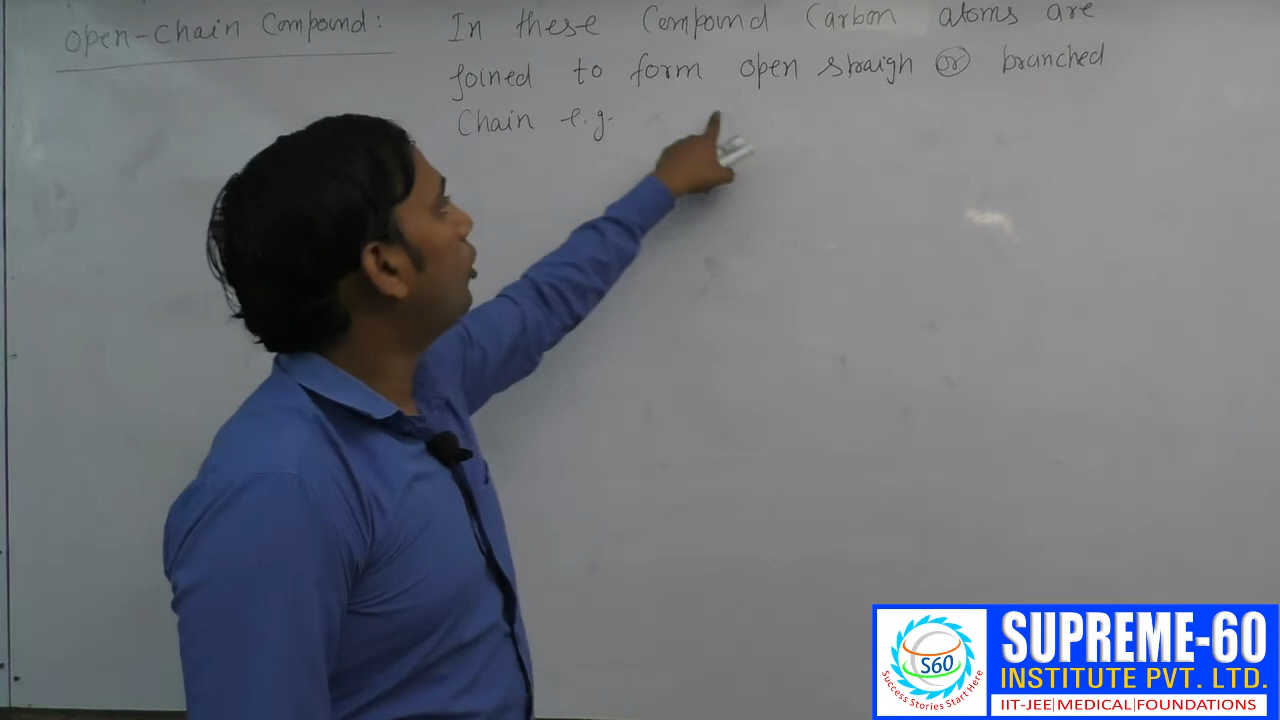 Open-Chain Compound: In these Compound Carbon atoms are
joined to form open straigh or branched
Chain e.g.
S60
Success Stories Start Here
SUPREME-60
INSTITUTE PVT. LTD.
IIT-JEE|MEDICAL|FOUNDATIONS